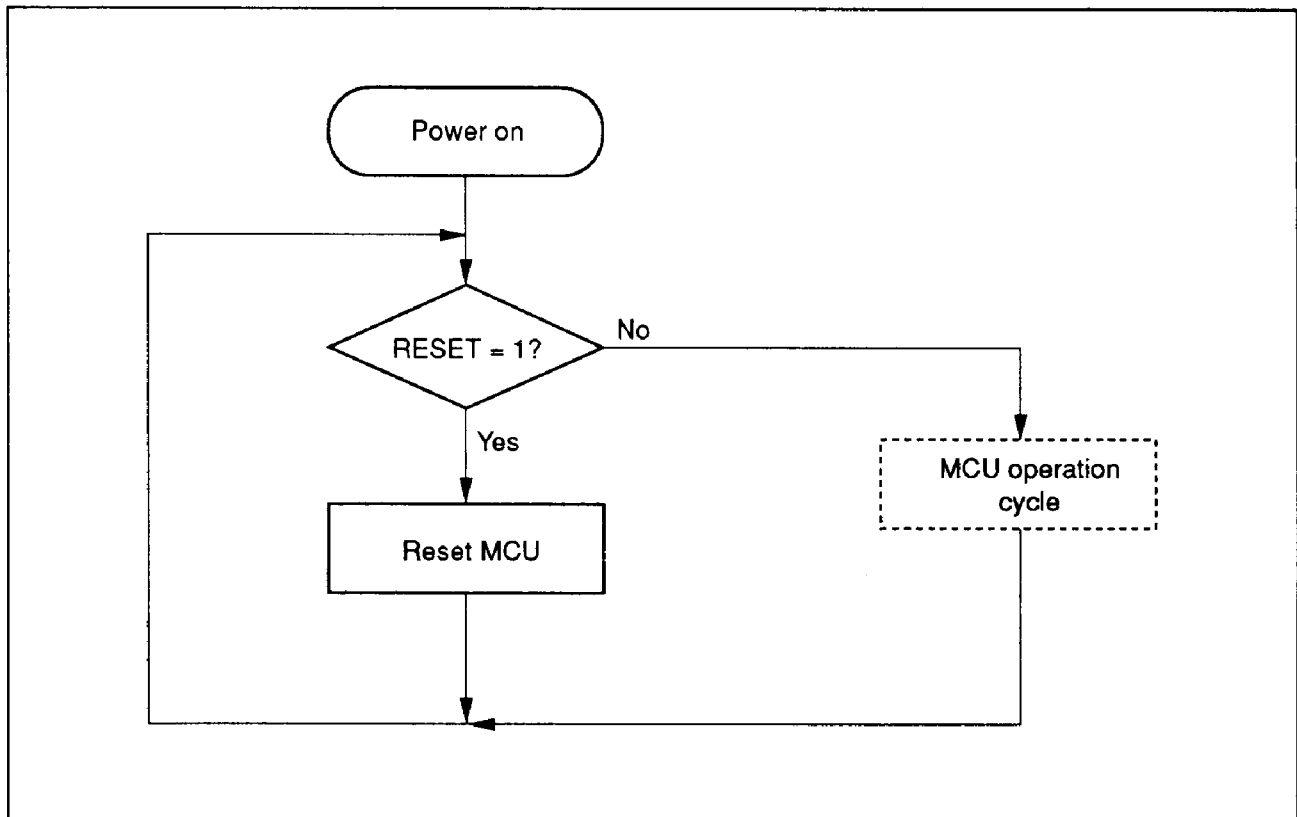 Power on
RESET = 1?
No
Yes
MCU operation
cycle
Reset MCU